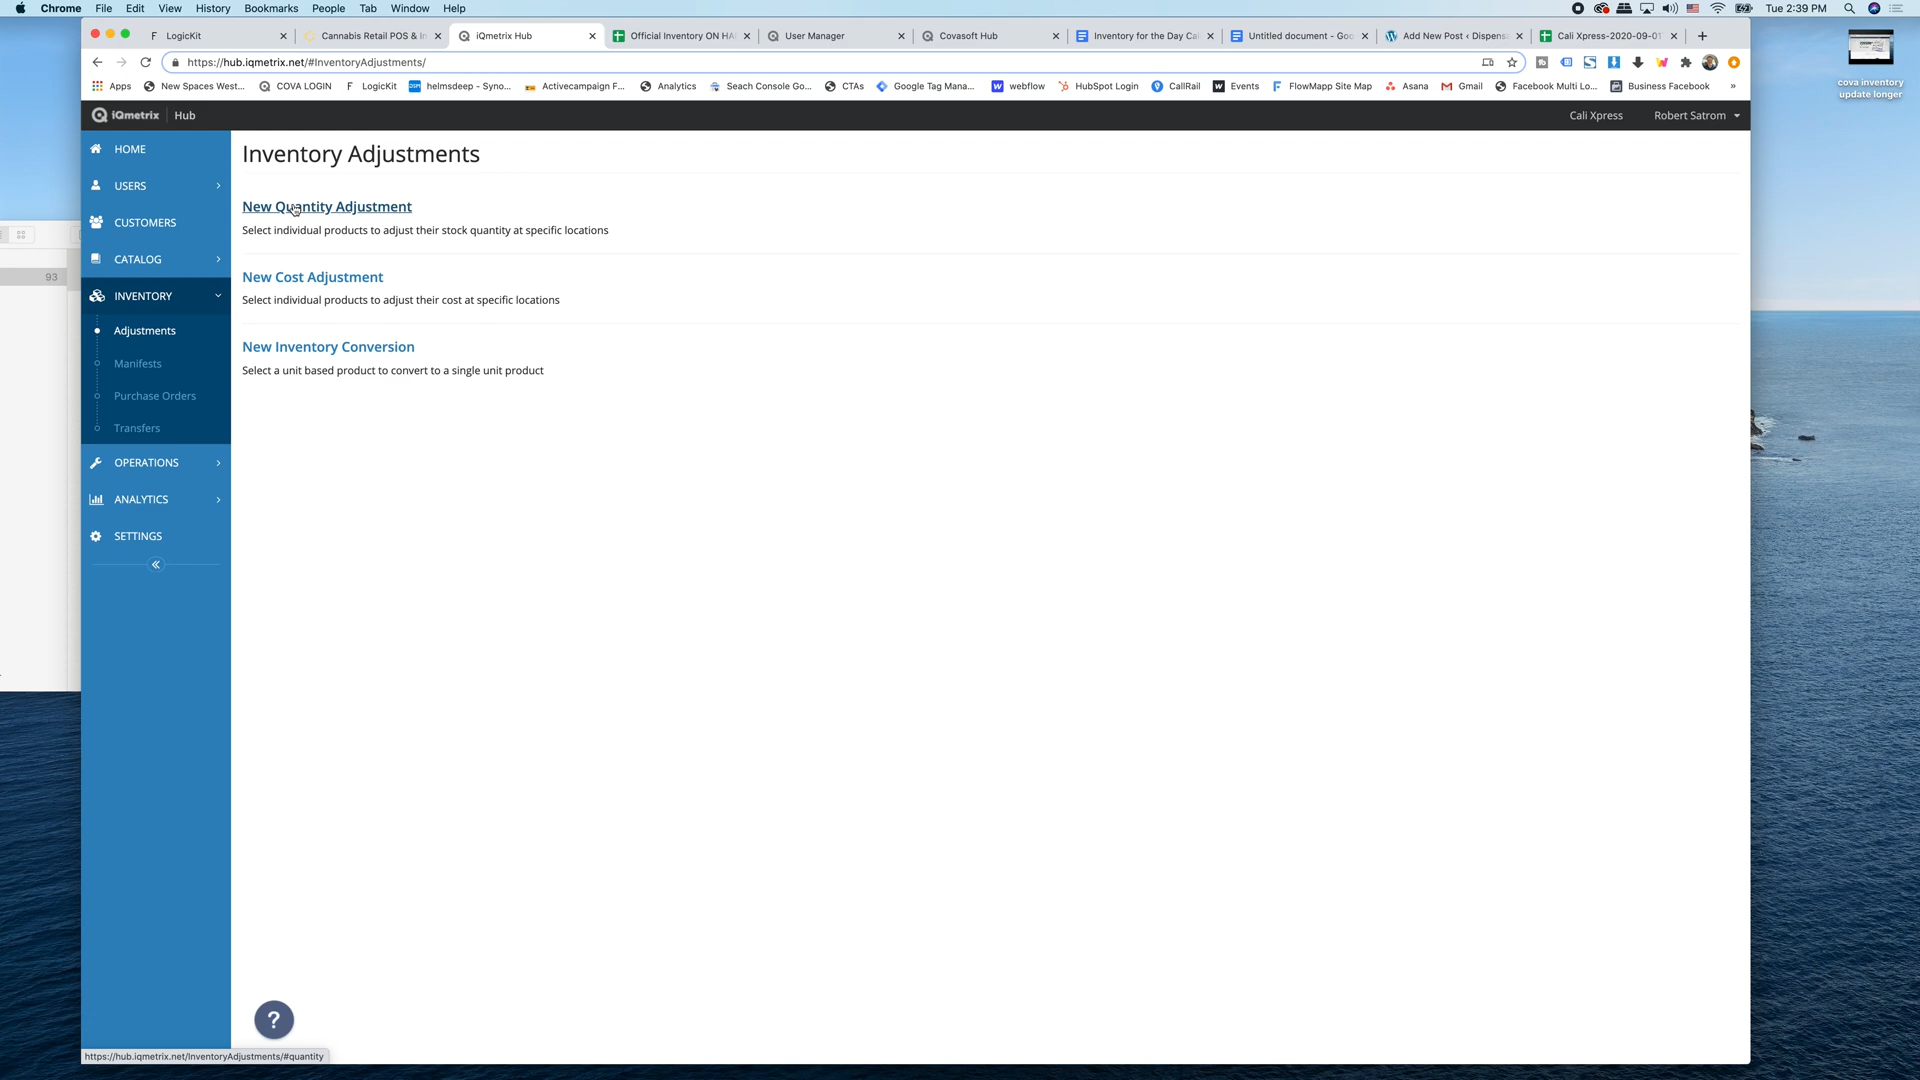 Chrome File Edit View History Bookmarks People Tab Window Help Tue 2:39 PM
LogicKit Cannabis Retail POS & In iQmetrix Hub Official Inventory ON HA User Manager Covasoft Hub Inventory for the Day Ca Untitled document - Goo Add New Post ‹ Dispens Cali Xpress-2020-09-01
https://hub.iqmetrix.net/#InventoryAdjustments/
Apps New Spaces West... COVA LOGIN LogicKit helmsdeep - Syno... Activecampaign F... Analytics Seach Console Go... CTAs Google Tag Mana... webflow HubSpot Login CallRail Events FlowMapp Site Map Asana Gmail Facebook Multi Lo... Business Facebook »
cova inventory
update longer
iQmetrix Hub Cali Xpress Robert Satrom
HOME
USERS
CUSTOMERS
CATALOG
INVENTORY
Adjustments
Manifests
Purchase Orders
Transfers
OPERATIONS
ANALYTICS
SETTINGS
Inventory Adjustments
New Quantity Adjustment
Select individual products to adjust their stock quantity at specific locations
New Cost Adjustment
Select individual products to adjust their cost at specific locations
New Inventory Conversion
Select a unit based product to convert to a single unit product
93
?
https://hub.iqmetrix.net/InventoryAdjustments/#quantity